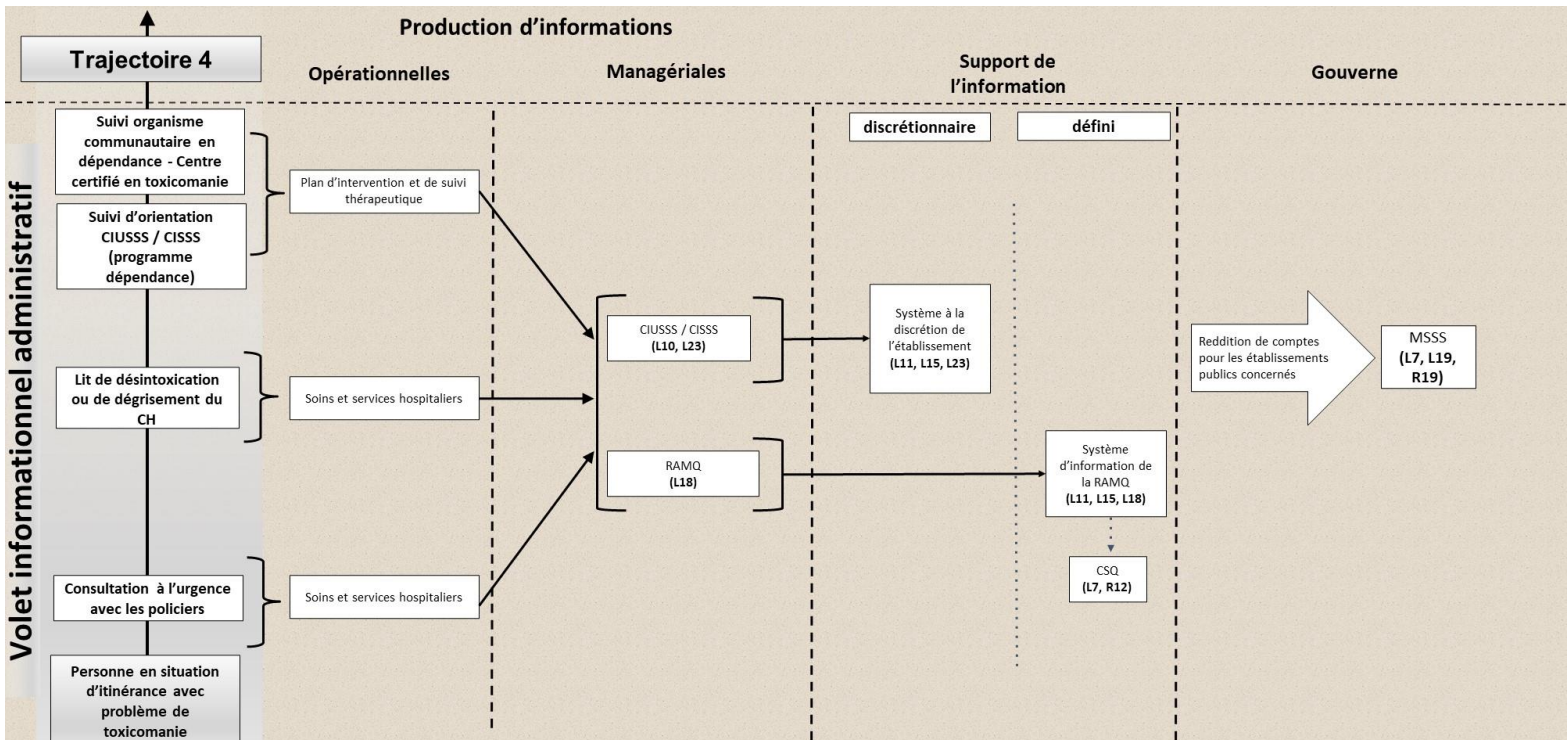 Production d’informations
Trajectoire 4
Opérationnelles
Managériales
Support de
l’information
Gouverne
discrétionnaire
défini
Volet informationnel administratif
Suivi organisme
communautaire en
dépendance - Centre
certifié en toxicomanie
Suivi d’orientation
CIUSSS / CISSS
(programme
dépendance)
Plan d’intervention et de suivi
thérapeutique
Lit de désintoxication
ou de dégrisement du
CH
Soins et services hospitaliers
Consultation à l’urgence
avec les policiers
Soins et services hospitaliers
Personne en situation
d’itinérance avec
problème de
toxicomanie
CIUSSS / CISSS
(L10, L23)
RAMQ
(L18)
Système à la
discrétion de
l’établissement
(L11, L15, L23)
Système
d’information de
la RAMQ
(L11, L15, L18)
CSQ
(L7, R12)
Reddition de comptes
pour les établissements
publics concernés
MSSS
(L7, L19,
R19)